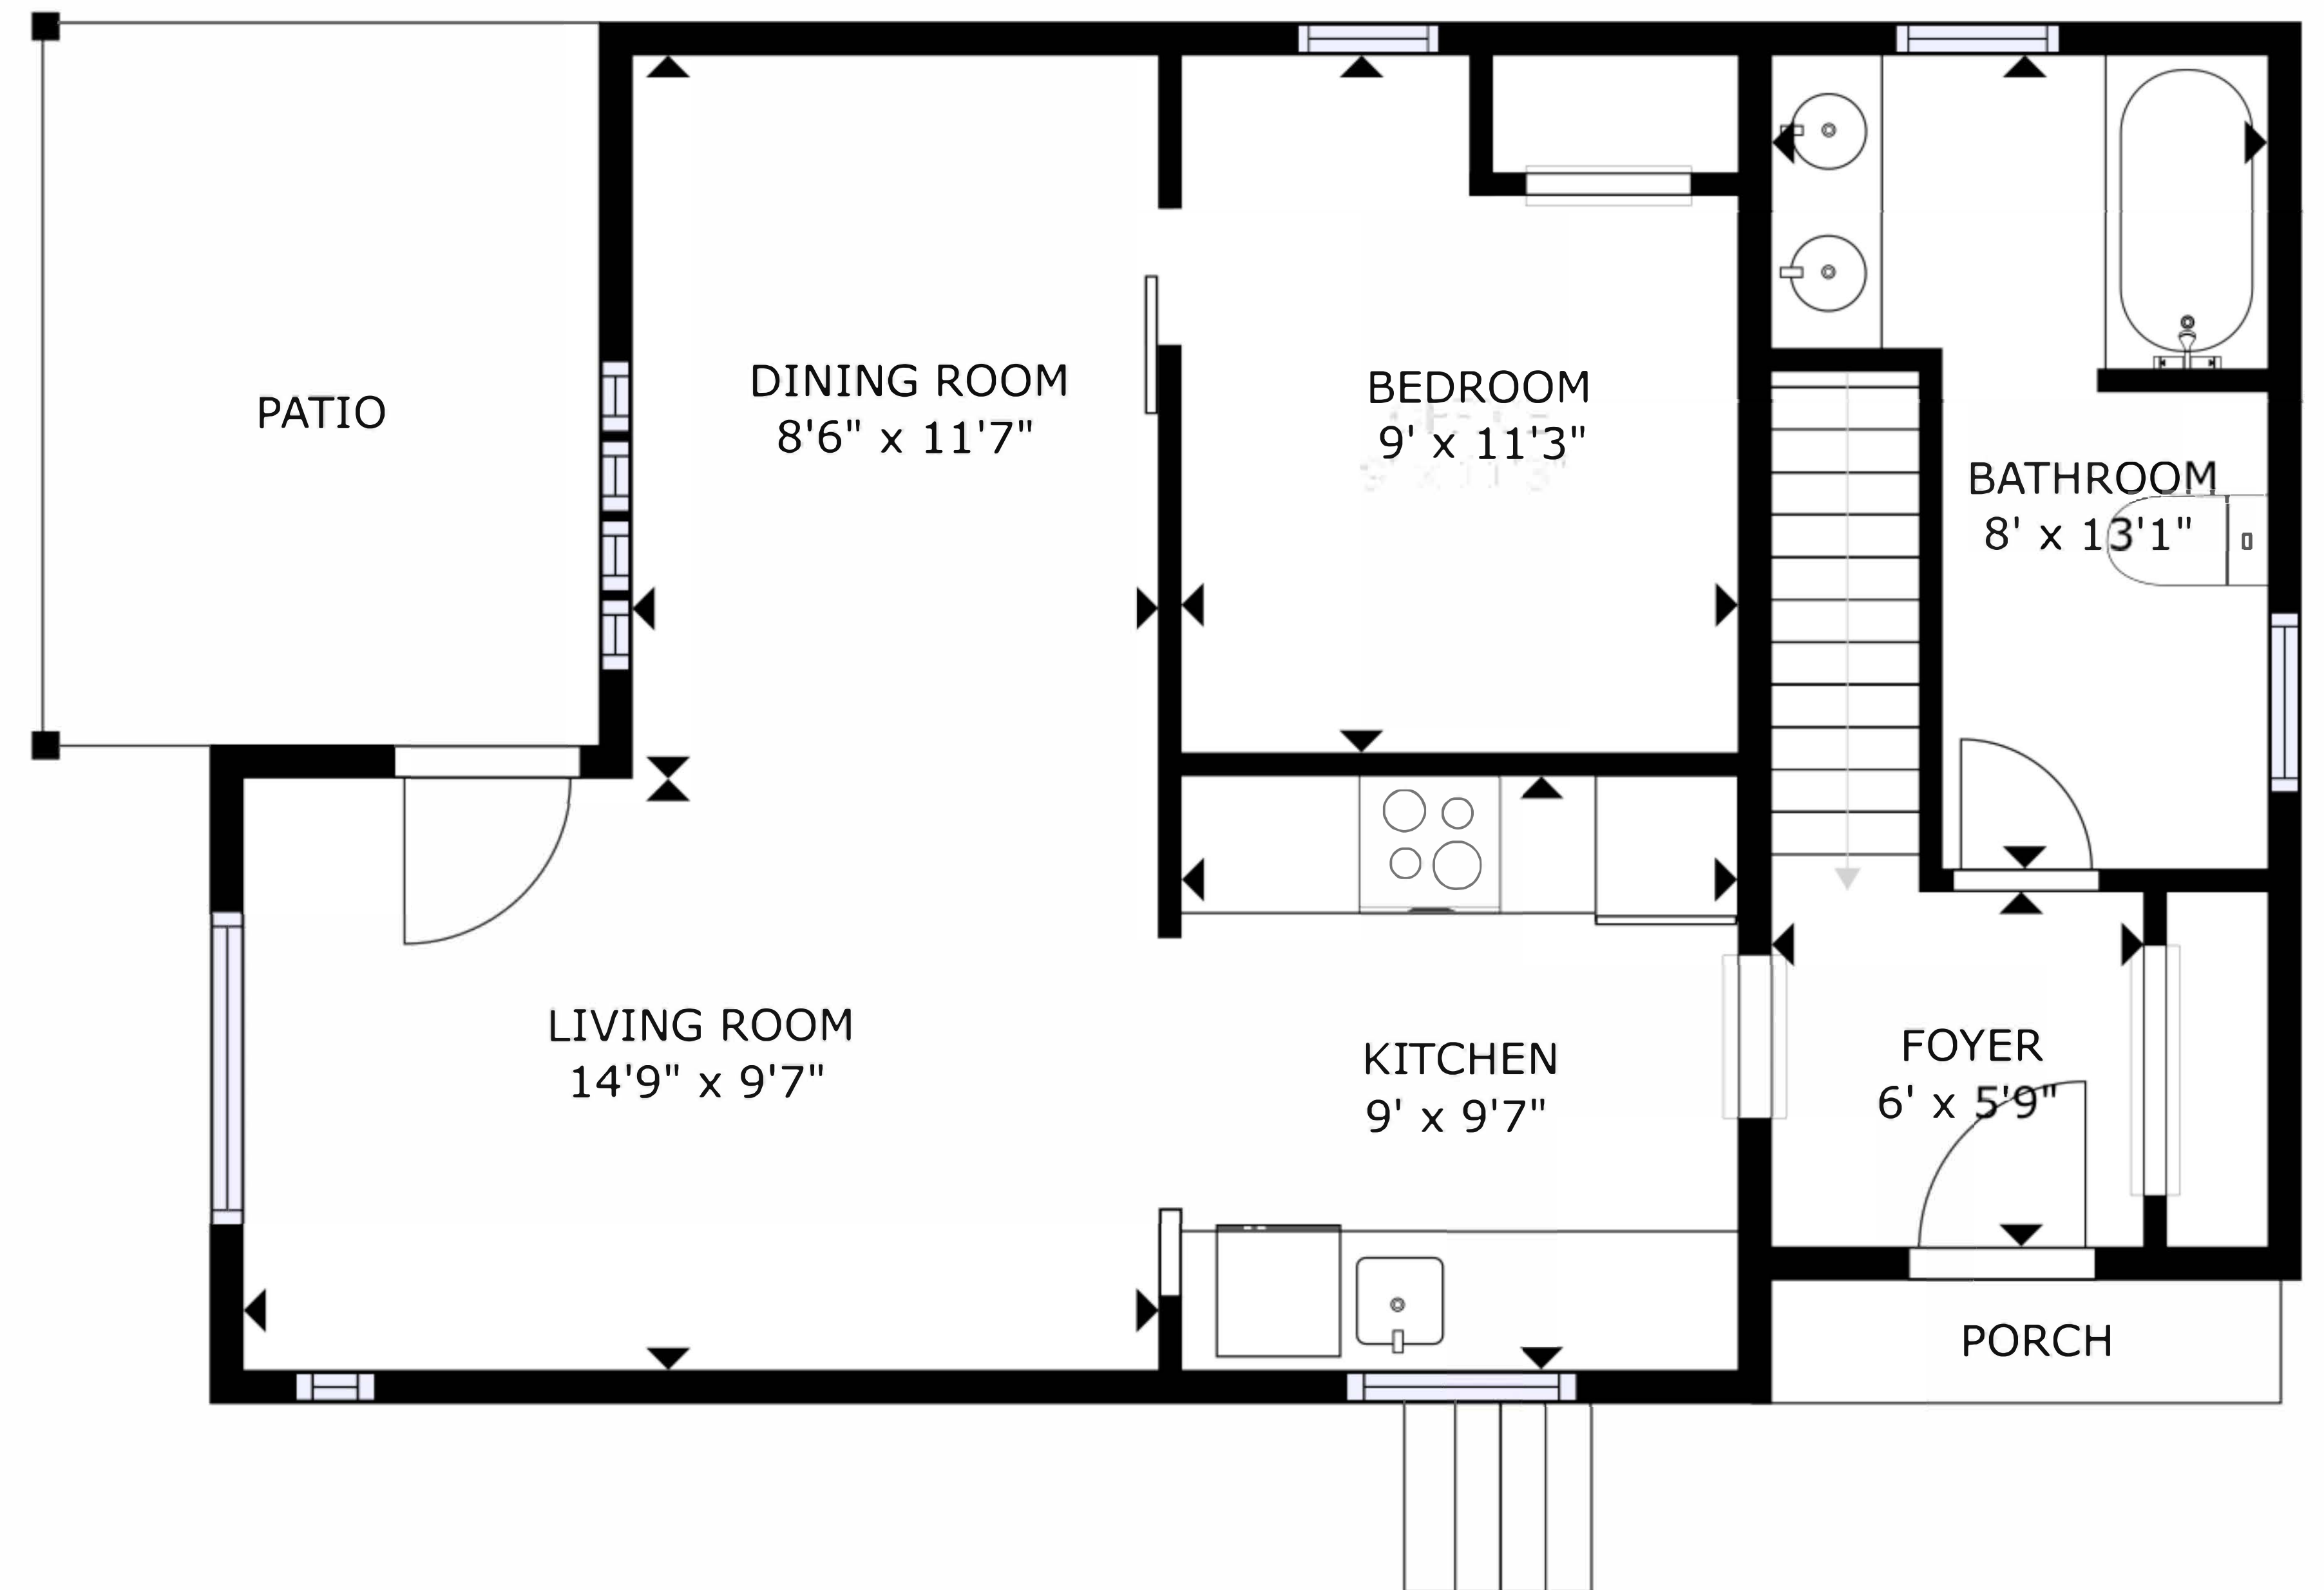 PATIO
DINING ROOM
8'6" x 11'7"
BEDROOM
9' x 11'3"
BATHROOM
8' x 13'1"
LIVING ROOM
14'9" x 9'7"
KITCHEN
9' x 9'7"
FOYER
6' x 5'9"
PORCH